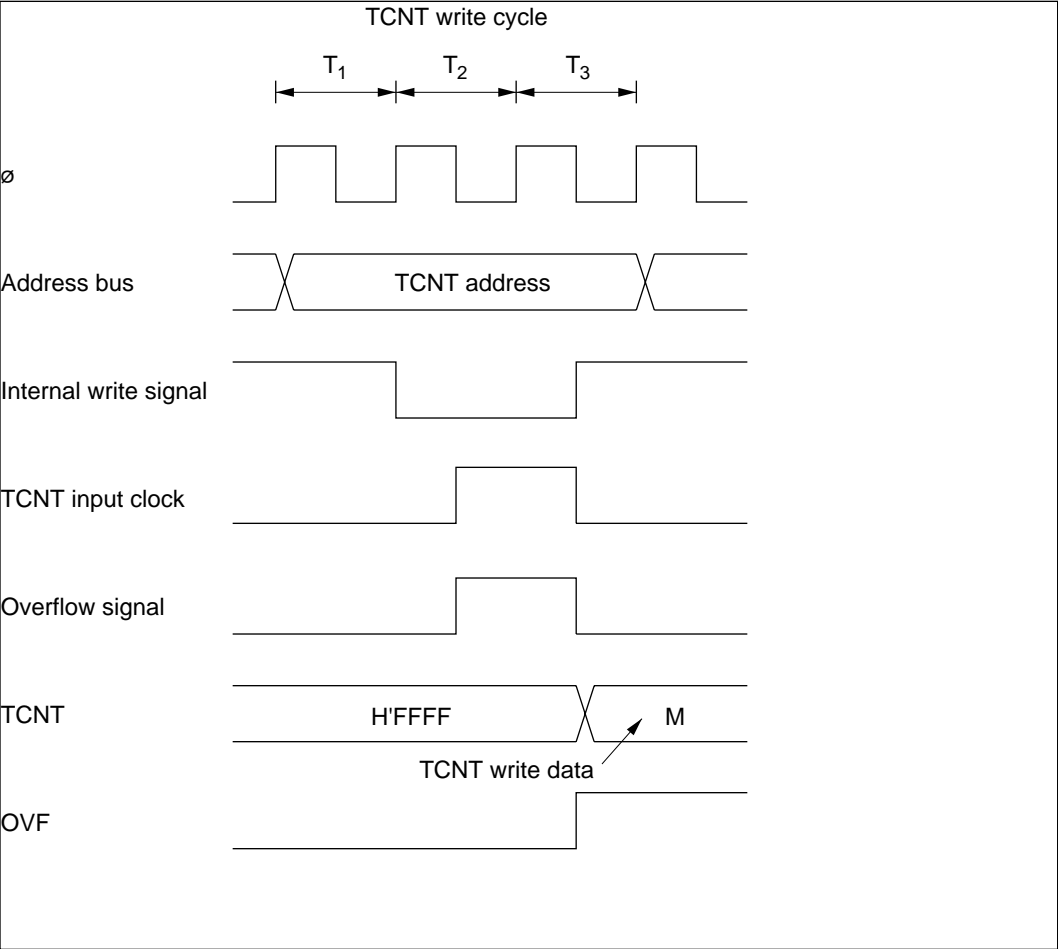 TCNT write cycle
T1 T2 T3
ø
Address bus TCNT address
Internal write signal
TCNT input clock
Overflow signal
TCNT H'FFFF M
TCNT write data
OVF